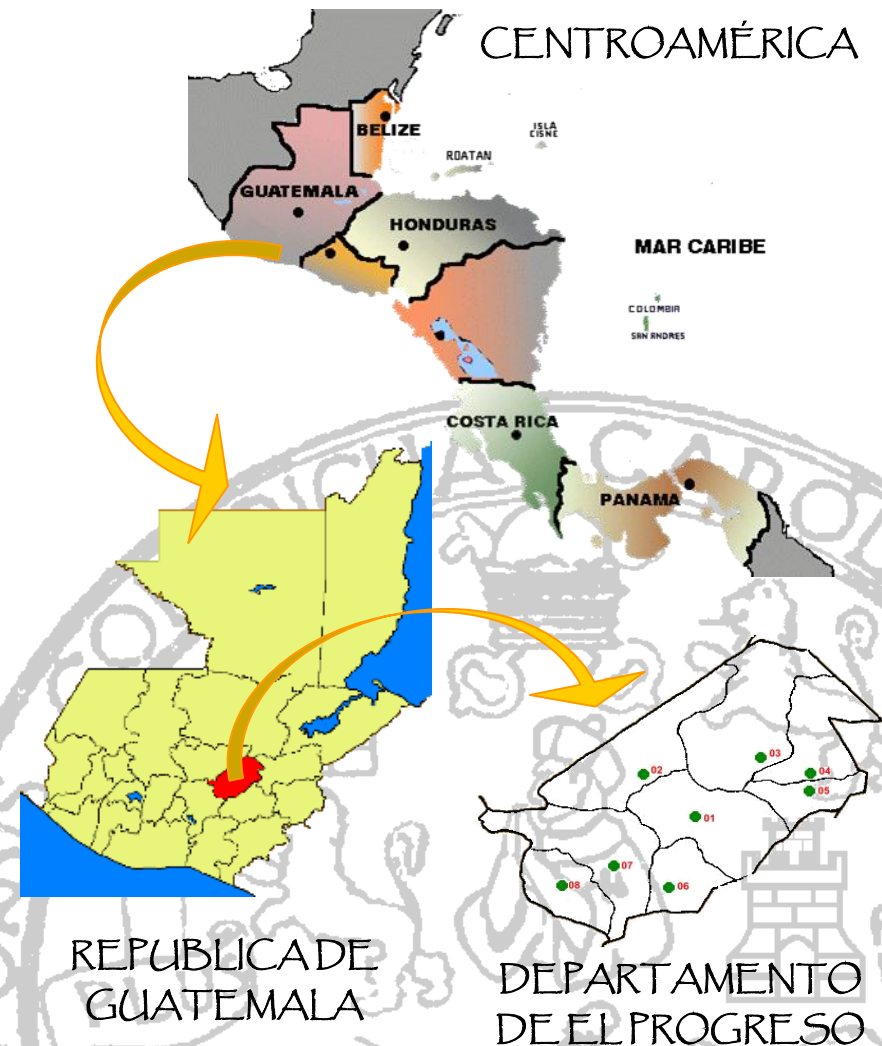 CENTROAMÉRICA
BELIZE
ISLA
CISNE
ROATAN
GUATEMALA
HONDURAS
MAR CARIBE
COLOMBIA
SAN ANDRES
COSTA RICA
PANAMA
03
02
04
05
01
07
08
06
REPUBLICA DE
GUATEMALA
DEPARTAMENTO
DE EL PROGRESO